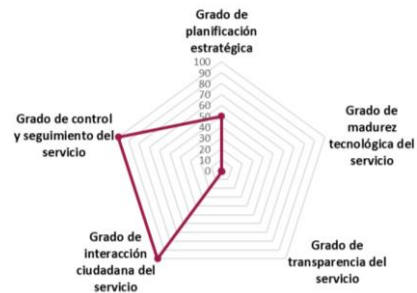 Grado de
planificación
estratégica
100
90
80
70
60
50
40
30
20
10
0
Grado de
madurez
tecnológica del
servicio
Grado de
transparencia del
servicio
Grado de
interacción
ciudadana del
servicio
Grado de control
y seguimiento del
servicio